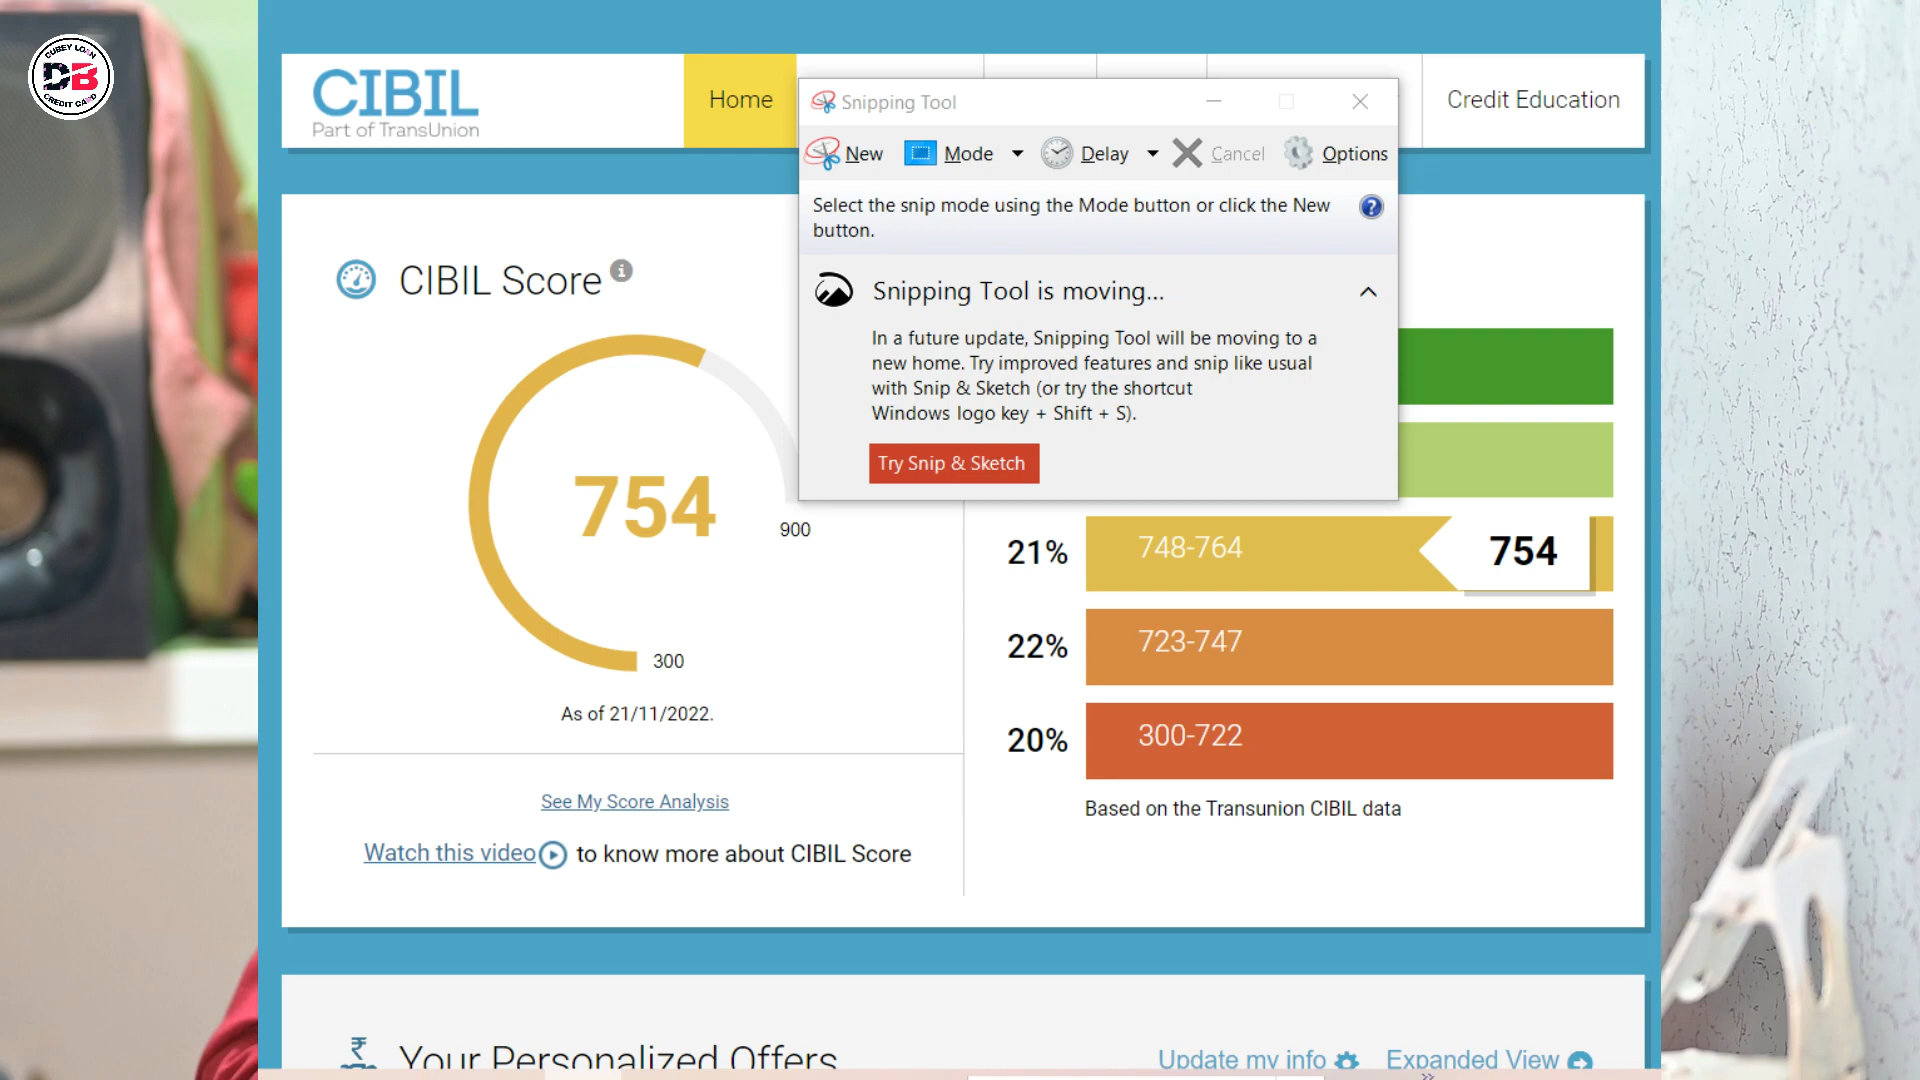 DUBEY LOAN
DB
CREDIT CARD
CIBIL
Part of TransUnion
Home
Credit Education
Snipping Tool
New
Mode
Delay
Cancel
Options
Select the snip mode using the Mode button or click the New
button.
?
Snipping Tool is moving...
In a future update, Snipping Tool will be moving to a
new home. Try improved features and snip like usual
with Snip & Sketch (or try the shortcut
Windows logo key + Shift + S).
Try Snip & Sketch
CIBIL Score i
754
900
300
As of 21/11/2022.
See My Score Analysis
Watch this video to know more about CIBIL Score
21% 748-764 754
22% 723-747
20% 300-722
Based on the Transunion CIBIL data
₹
Your Personalized Offers
Update my info
Expanded View